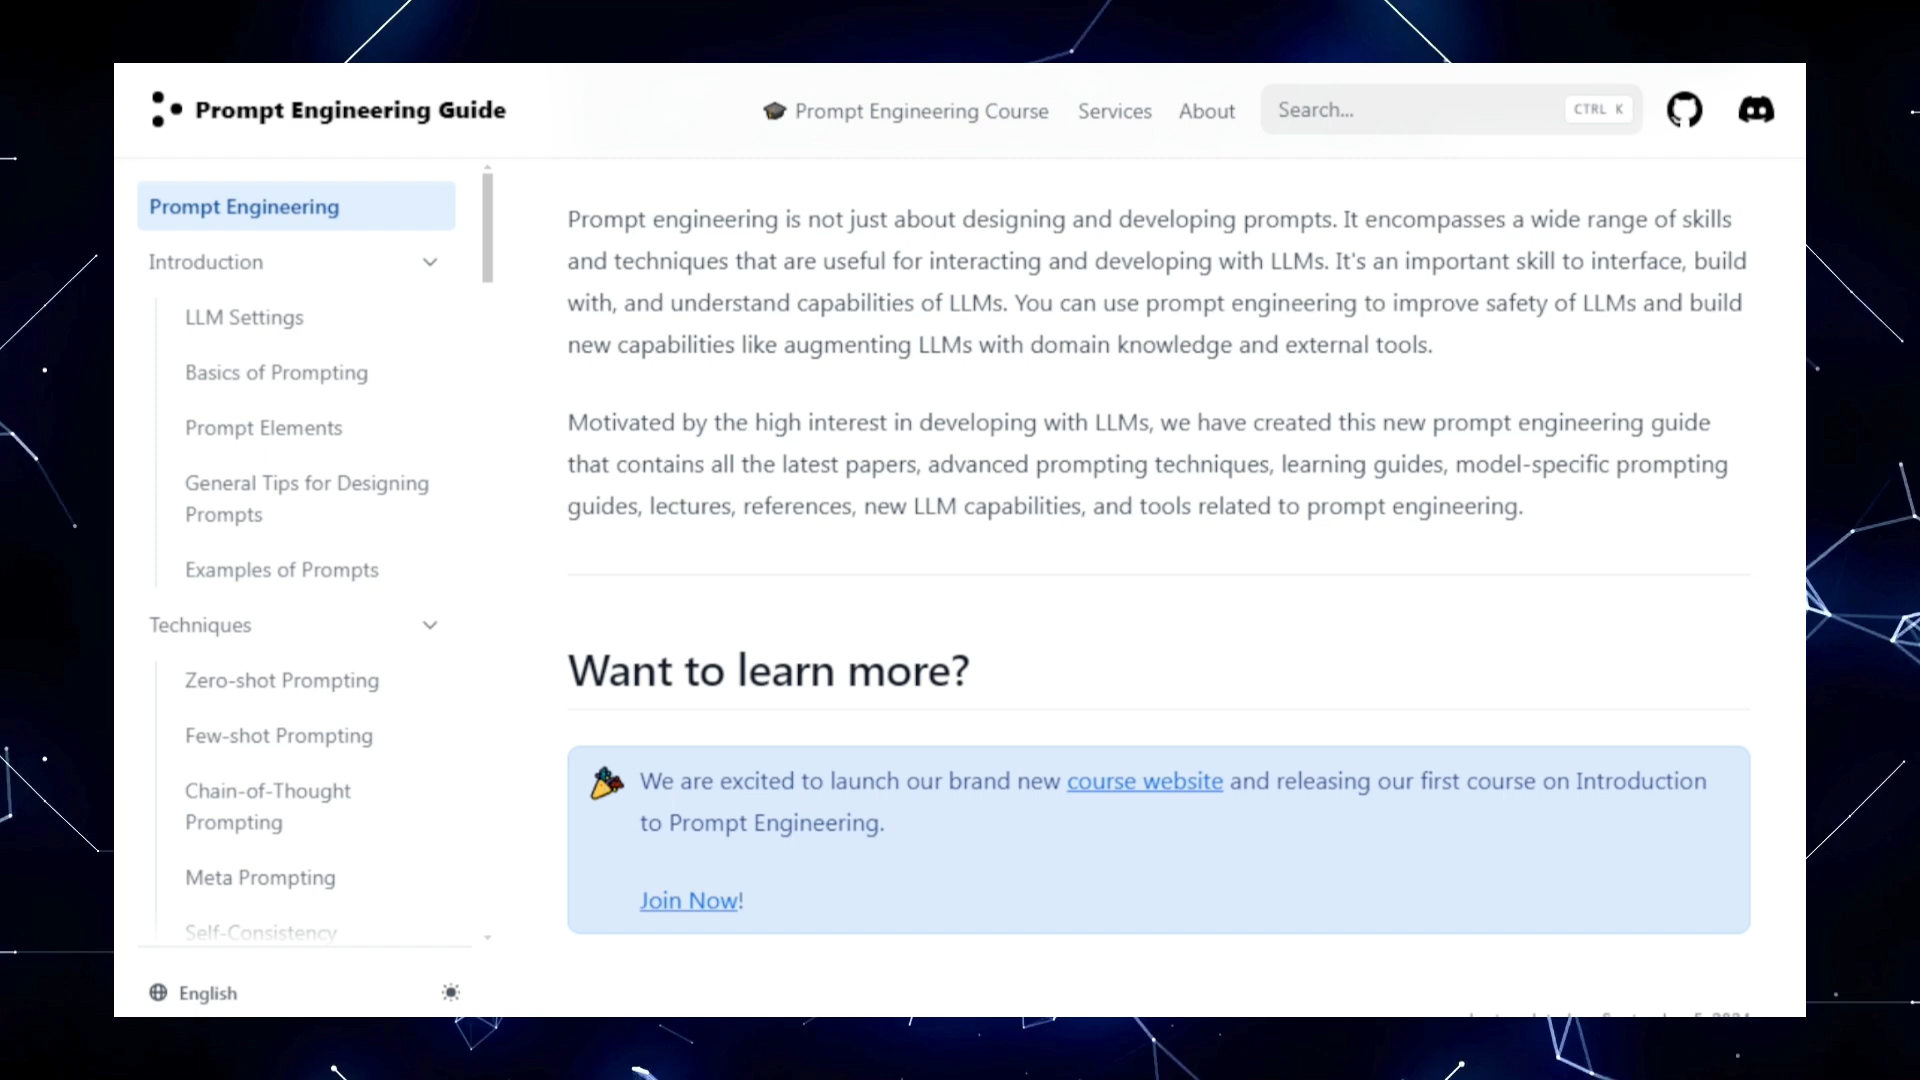 Prompt Engineering Guide
Prompt Engineering Course
Services
About
Search...
CTRL K
Prompt Engineering
Introduction
LLM Settings
Basics of Prompting
Prompt Elements
General Tips for Designing
Prompts
Examples of Prompts
Techniques
Zero-shot Prompting
Few-shot Prompting
Chain-of-Thought
Prompting
Meta Prompting
Self-Consistency
English
Prompt engineering is not just about designing and developing prompts. It encompasses a wide range of skills
and techniques that are useful for interacting and developing with LLMs. It's an important skill to interface, build
with, and understand capabilities of LLMs. You can use prompt engineering to improve safety of LLMs and build
new capabilities like augmenting LLMs with domain knowledge and external tools.
Motivated by the high interest in developing with LLMs, we have created this new prompt engineering guide
that contains all the latest papers, advanced prompting techniques, learning guides, model-specific prompting
guides, lectures, references, new LLM capabilities, and tools related to prompt engineering.
Want to learn more?
We are excited to launch our brand new course website and releasing our first course on Introduction
to Prompt Engineering.
Join Now!